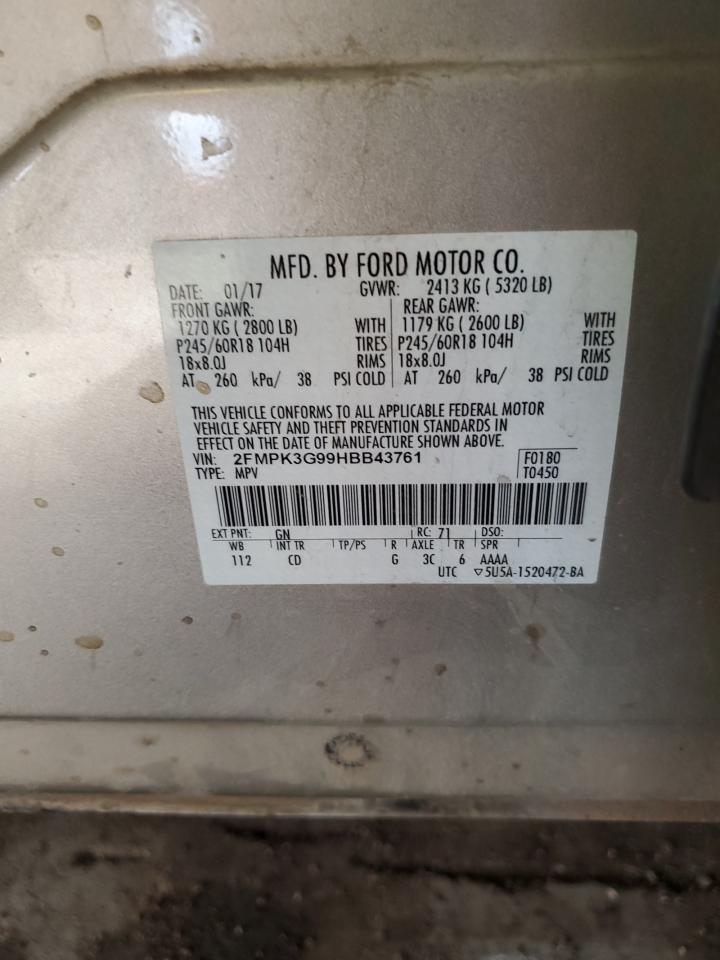 MFD. BY FORD MOTOR CO.
DATE: 01/17 GVWR: 2413 KG ( 5320 LB)
FRONT GAWR: REAR GAWR:
1270 KG ( 2800 LB) WITH 1179 KG ( 2600 LB) WITH
P245/60R18 104H TIRES P245/60R18 104H TIRES
18x8.0J RIMS 18x8.0J RIMS
AT 260 kPa/ 38 PSI COLD AT 260 kPa/ 38 PSI COLD
THIS VEHICLE CONFORMS TO ALL APPLICABLE FEDERAL MOTOR
VEHICLE SAFETY AND THEFT PREVENTION STANDARDS IN
EFFECT ON THE DATE OF MANUFACTURE SHOWN ABOVE.
VIN: 2FMPK3G99HBB43761 F0180
TYPE: MPV T0450
EXT PNT: GN RC: 71 DSO:
WB INT TR TP/PS R AXLE TR SPR
112 CD G 3C 6 AAAA
UTC ▽5U5A-1520472-BA